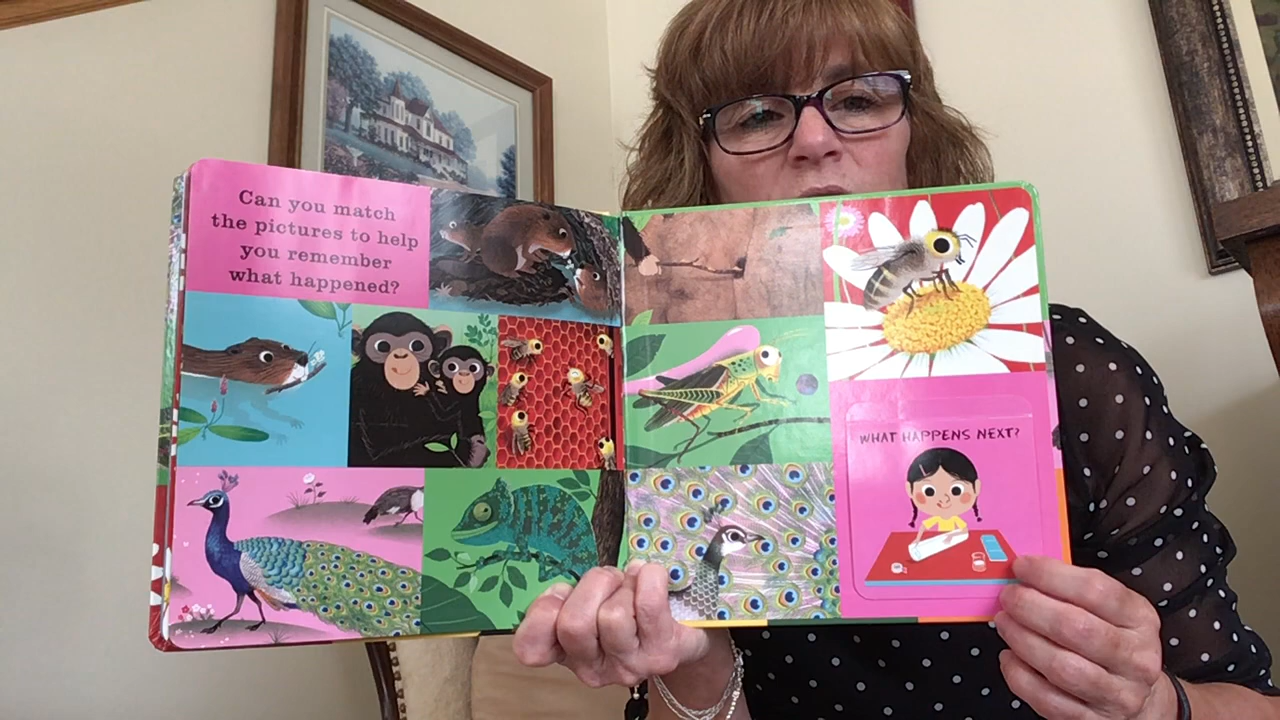 Can you match
the pictures to help
you remember
what happened?
WHAT HAPPENS NEXT?